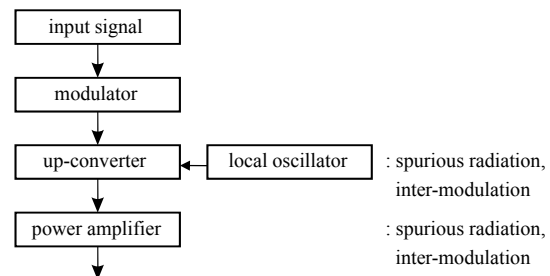 input signal
modulator
up-converter
local oscillator
: spurious radiation,
inter-modulation
power amplifier
: spurious radiation,
inter-modulation